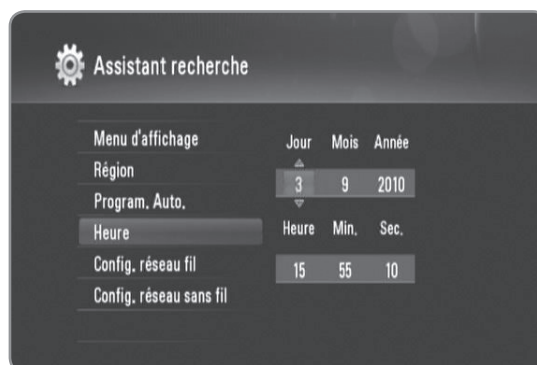 Assistant recherche
Menu d'affichage
Région
Program. Auto.
Heure
Config. réseau fil
Config. réseau sans fil
Jour Mois Année
3 9 2010
Heure Min. Sec.
15 55 10